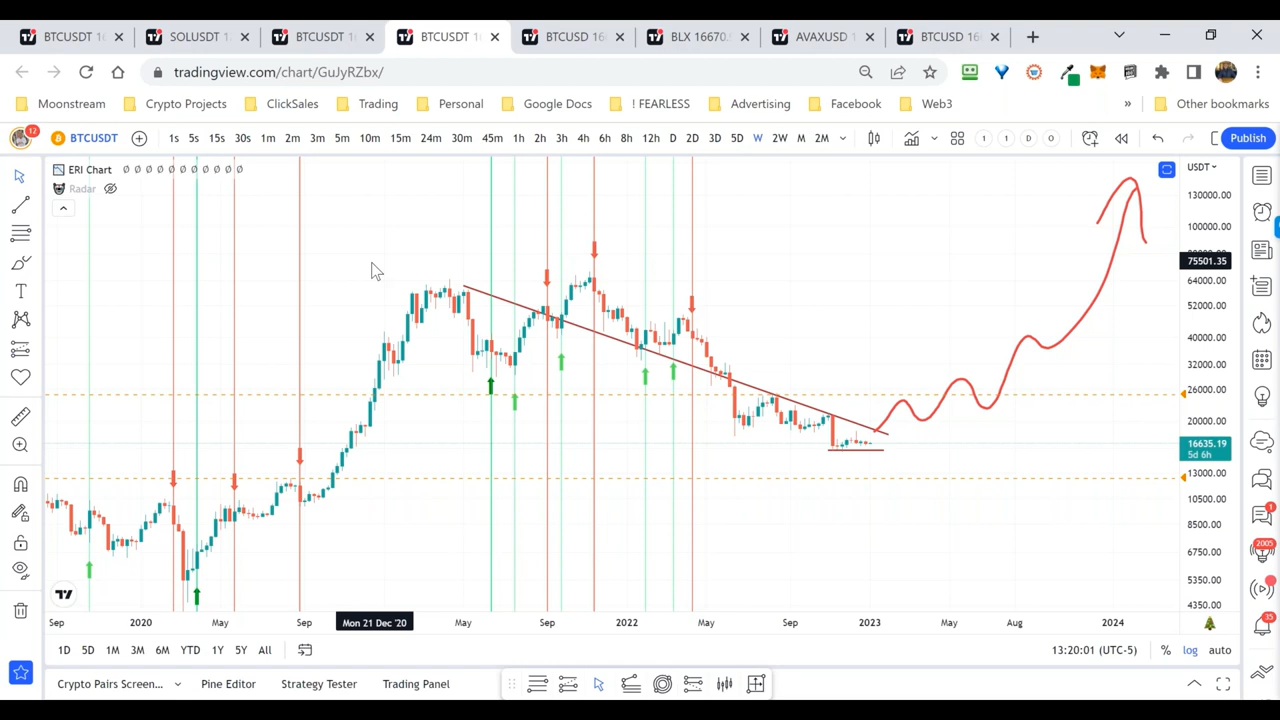 BTCUSDT 16
SOLUSDT 1
BTCUSDT 1
BTCUSDT 1
BTCUSD 16
BLX 16670.
AVAXUSD 1
BTCUSD 16
tradingview.com/chart/GuJyRZbx/
Moonstream Crypto Projects ClickSales Trading Personal Google Docs ! FEARLESS Advertising Facebook Web3 » Other bookmarks
12 BTCUSDT 1s 5s 15s 30s 1m 2m 3m 5m 10m 15m 24m 30m 45m 1h 2h 3h 4h 6h 8h 12h D 2D 3D 5D W 2W M 2M 1 1 D O Publish
ERI Chart Ø Ø Ø Ø Ø Ø Ø Ø Ø Ø Ø
Radar
USDT
130000.00
100000.00
75501.35
64000.00
52000.00
40000.00
32000.00
26000.00
20000.00
16635.19
5d 6h
13000.00
10500.00
8500.00
6750.00
5350.00
4350.00
1
2005
35
Sep 2020 May Sep Mon 21 Dec '20 May Sep 2022 May Sep 2023 May Aug 2024
1D 5D 1M 3M 6M YTD 1Y 5Y All 13:20:01 (UTC-5) % log auto
Crypto Pairs Screen... Pine Editor Strategy Tester Trading Panel